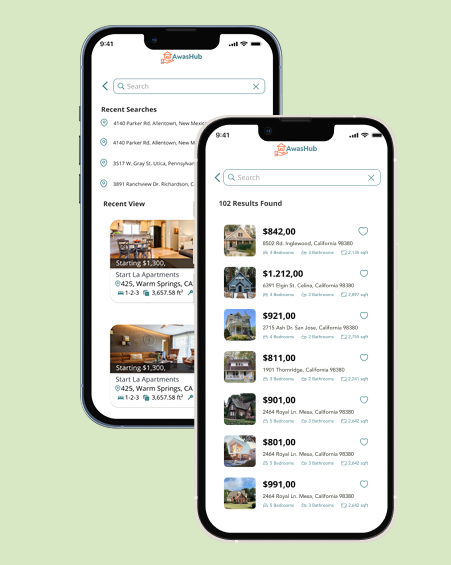 9:41
AwasHub
Search
Recent Searches
4140 Parker Rd. Allentown, New Mexico
4140 Parker Rd. Allentown, New M
3517 W. Gray St. Utica, Pennsylvan
3891 Ranchview Dr. Richardson, C
Recent View
Starting $1,300,
Start La Apartments
425, Warm Springs, CA
1-2-3 3,657.58 ft²
Starting $1,300,
Start La Apartments
425, Warm Springs, CA
1-2-3 3,657.58 ft²
9:41
AwasHub
Search
102 Results Found
$842,00
8502 Rd. Inglewood, California 98380
4 Bedrooms 2 Bathrooms 2,135 sqft
$1.212,00
6391 Elgin St. Celina, California 98380
4 Bedrooms 2 Bathrooms 2,897 sqft
$921,00
2715 Ash Dr. San Jose, California 98380
4 Bedrooms 2 Bathrooms 2,755 sqft
$811,00
1901 Thornridge, California 98380
4 Bedrooms 2 Bathrooms 2,241 sqft
$901,00
2464 Royal Ln. Mesa, California 98380
5 Bedrooms 3 Bathrooms 2,642 sqft
$801,00
2464 Royal Ln. Mesa, California 98380
5 Bedrooms 3 Bathrooms 2,642 sqft
$991,00
2464 Royal Ln. Mesa, California 98380
5 Bedrooms 3 Bathrooms 2,642 sqft